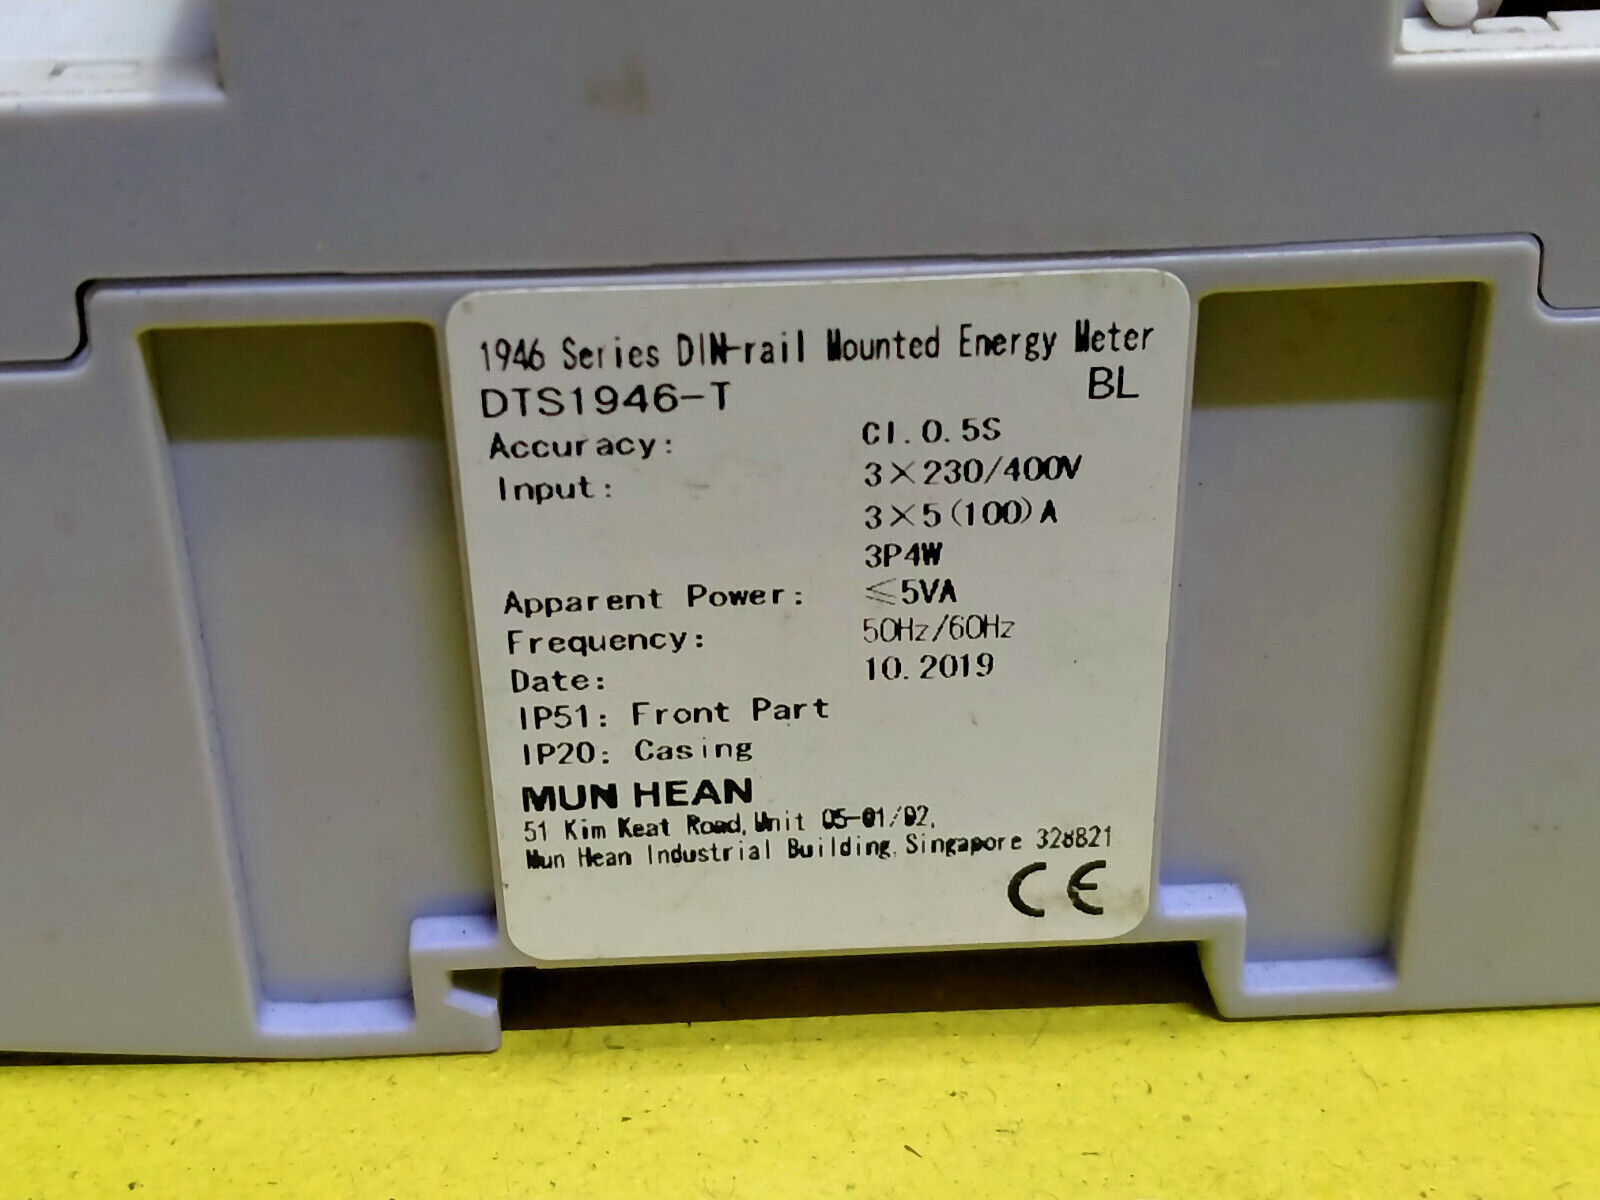 1946 Series DIN-rail Mounted Energy Meter
DTS1946-T BL
Accuracy: Cl.0.5S
Input: 3×230/400V
3×5(100)A
3P4W
Apparent Power: ≤5VA
Frequency: 50Hz/60Hz
Date: 10.2019
IP51: Front Part
IP20: Casing
MUN HEAN
51 Kim Keat Road, Unit 05-01/02,
Mun Hean Industrial Building, Singapore 328821
CE